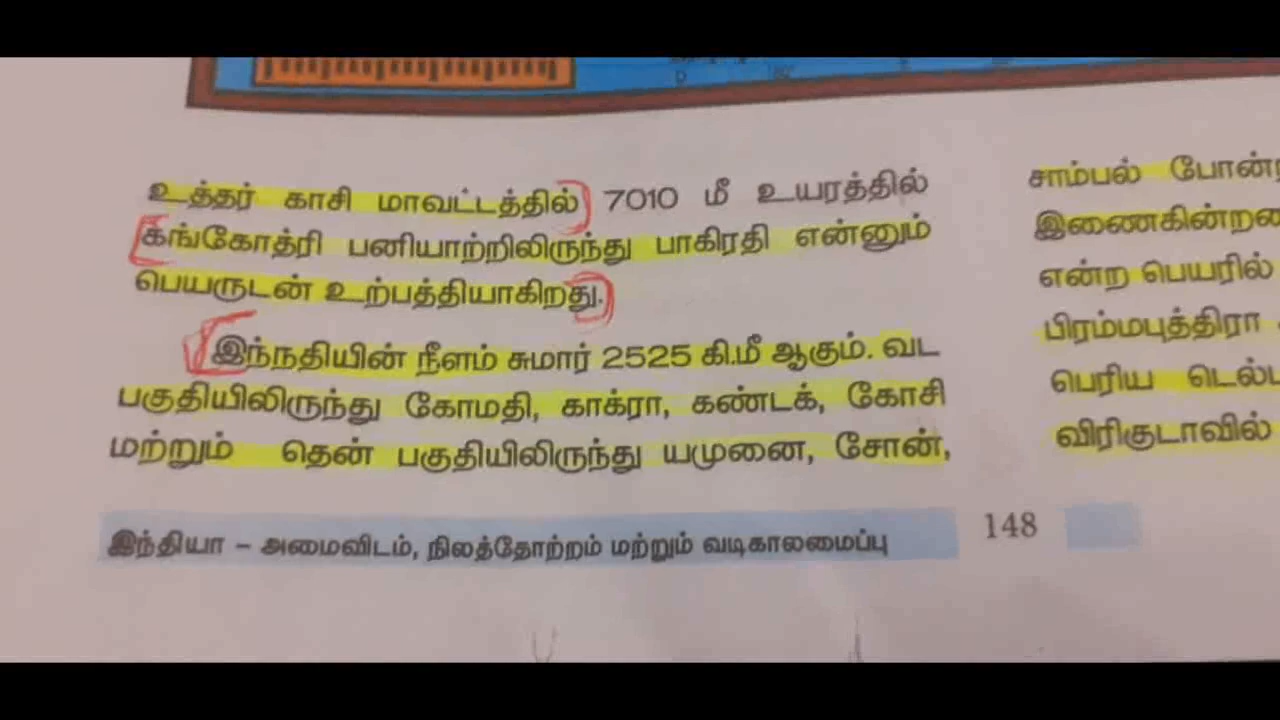 உத்தர் காசி மாவட்டத்தில் 7010 மீ உயரத்தில்
கங்கோத்ரி பனியாற்றிலிருந்து பாகிரதி என்னும்
பெயருடன் உற்பத்தியாகிறது.
இந்நதியின் நீளம் சுமார் 2525 கி.மீ ஆகும். வட
பகுதியிலிருந்து கோமதி, காக்ரா, கண்டக், கோசி
மற்றும் தென் பகுதியிலிருந்து யமுனை, சோன்,
சாம்பல்
இணைகின்றன
என்ற பெயரில்
பிரம்மபுத்திரா
பெரிய
விரிகுடாவில்
இந்தியா – அமைவிடம், நிலத்தோற்றம் மற்றும் வடிகாலமைப்பு
148